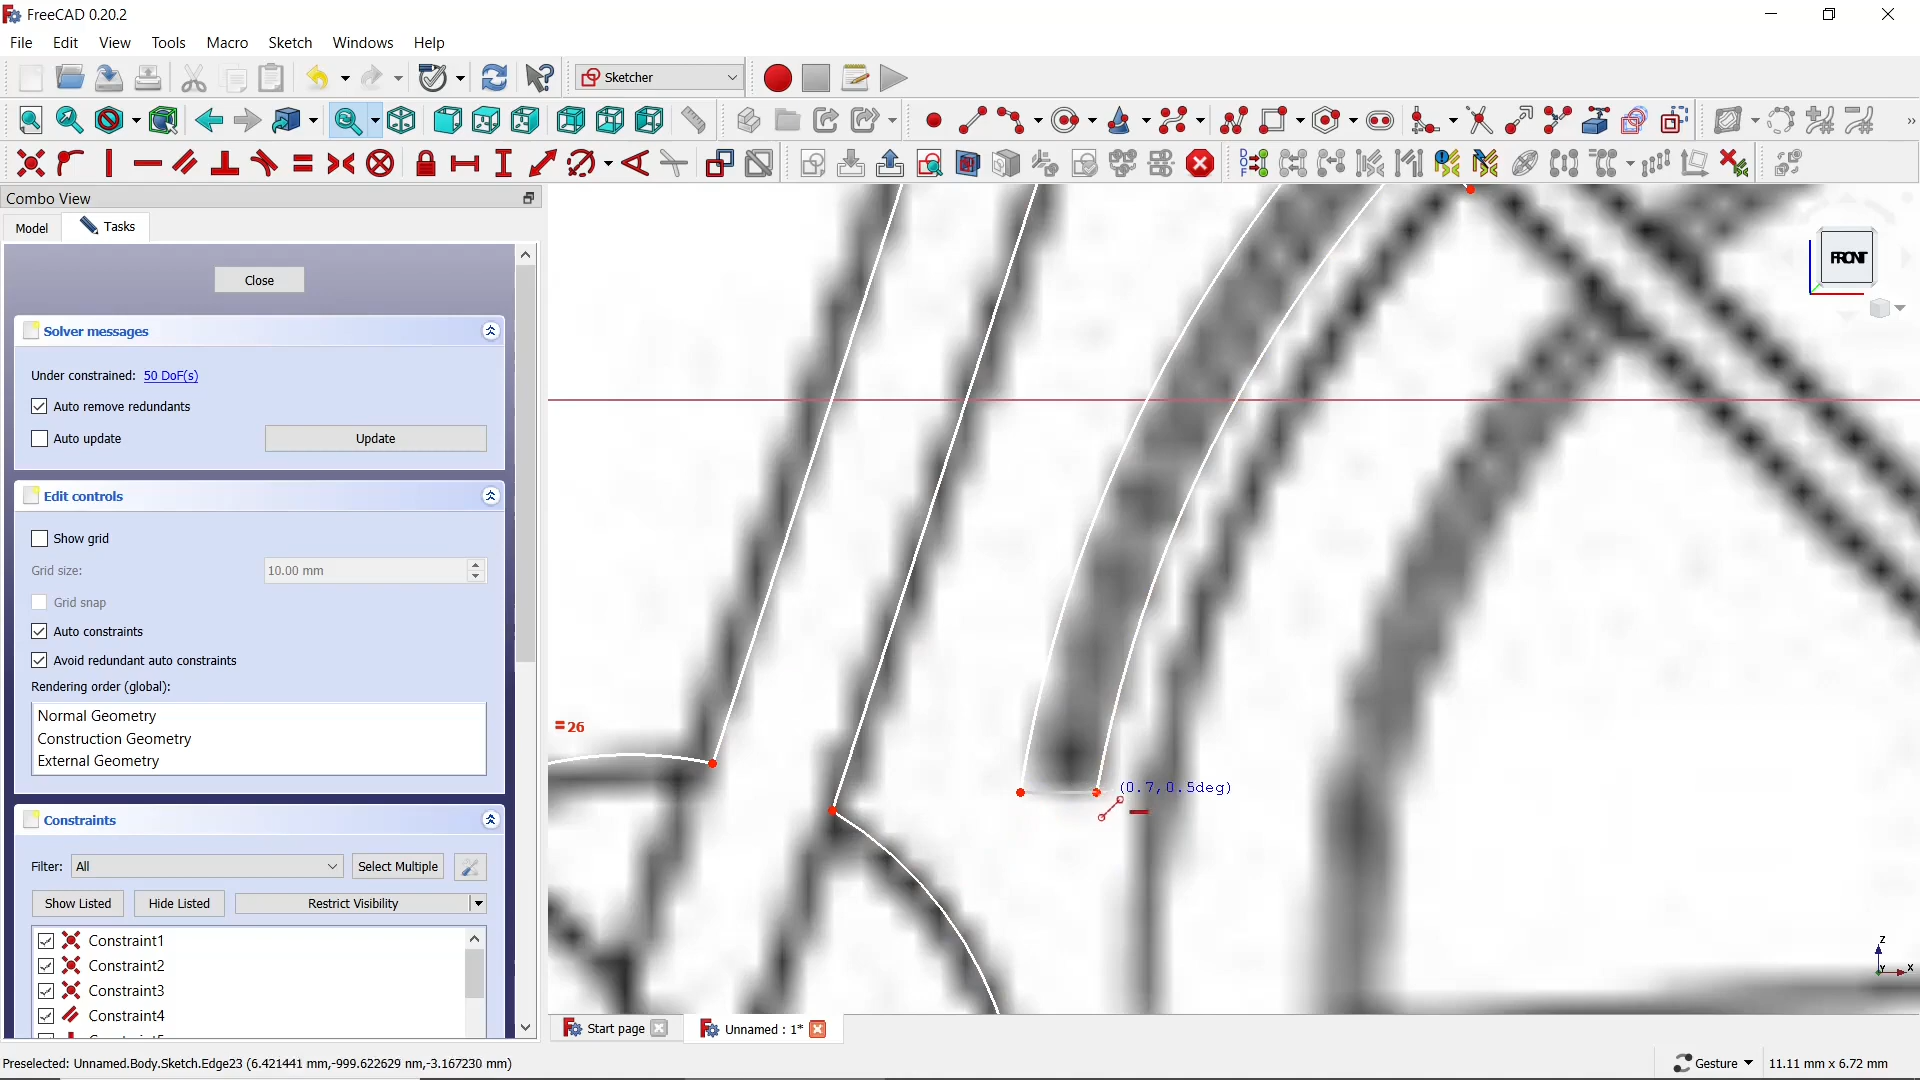 FreeCAD 0.20.2
File Edit View Tools Macro Sketch Windows Help
Sketcher
Combo View
Model Tasks
Close
Solver messages
Under constrained: 50 DoF(s)
Auto remove redundants
Auto update Update
Edit controls
Show grid
Grid size: 10.00 mm
Grid snap
Auto constraints
Avoid redundant auto constraints
Rendering order (global):
Normal Geometry
Construction Geometry
External Geometry
Constraints
Filter: All Select Multiple
Show Listed Hide Listed Restrict Visibility
Constraint1
Constraint2
Constraint3
Constraint4
=26
(0.7,0.5deg)
FRONT
Z
Y X
Start page Unnamed : 1*
Preselected: Unnamed.Body.Sketch.Edge23 (6.421441 mm,-999.622629 nm,-3.167230 mm) Gesture 11.11 mm x 6.72 mm